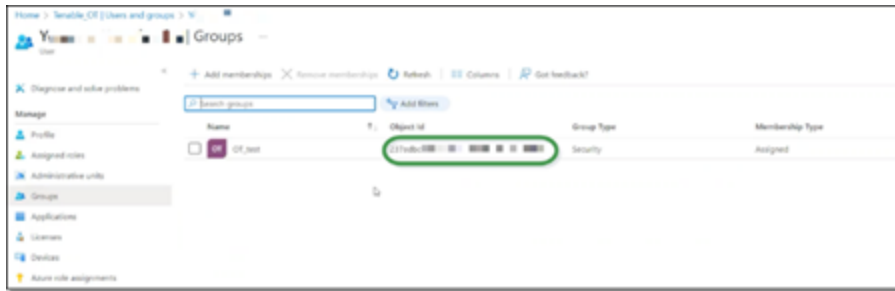 Home > Tenable_OT | Users and groups >
| Groups ...
User
Diagnose and solve problems
Manage
Profile
Assigned roles
Administrative units
Groups
Applications
Licenses
Devices
Azure role assignments
+ Add memberships Remove memberships Refresh Columns Got feedback?
Search groups
Add filters
Name Object Id Group Type Membership Type
OT OT_test Security Assigned